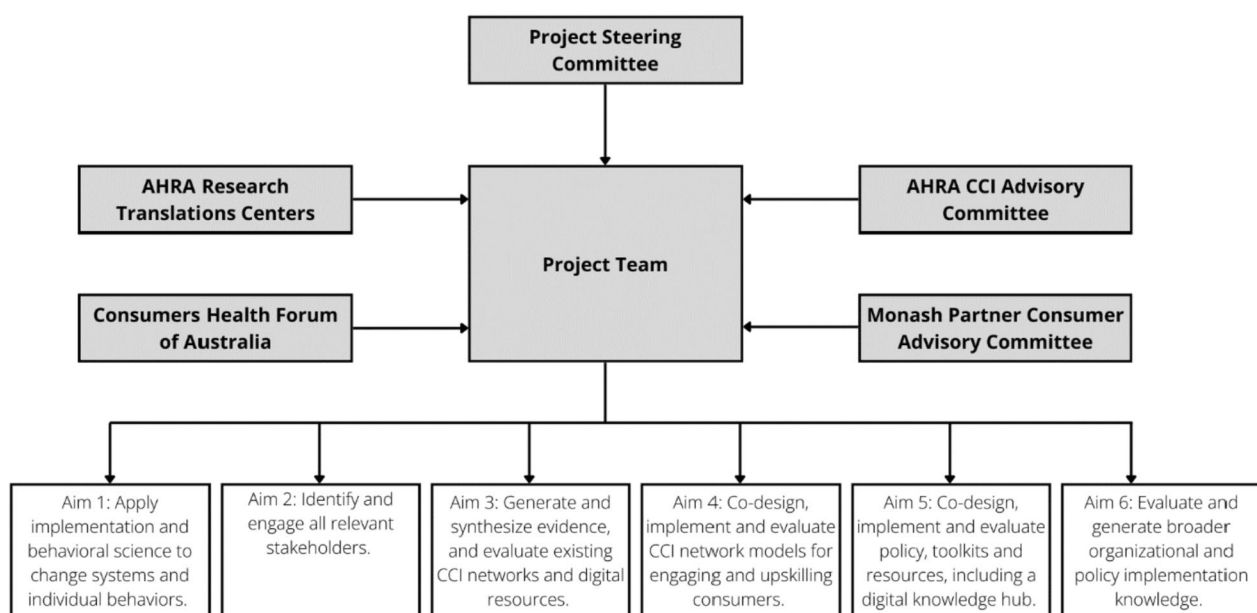 Project Steering
Committee
AHRA Research
Translations Centers
AHRA CCI Advisory
Committee
Project Team
Consumers Health Forum
of Australia
Monash Partner Consumer
Advisory Committee
Aim 1: Apply
implementation and
behavioral science to
change systems and
individual behaviors.
Aim 2: Identify and
engage all relevant
stakeholders.
Aim 3: Generate and
synthesize evidence,
and evaluate existing
CCI networks and digital
resources.
Aim 4: Co-design,
implement and evaluate
CCI network models for
engaging and upskilling
consumers.
Aim 5: Co-design,
implement and evaluate
policy, toolkits and
resources, including a
digital knowledge hub.
Aim 6: Evaluate and
generate broader
organizational and
policy implementation
knowledge.